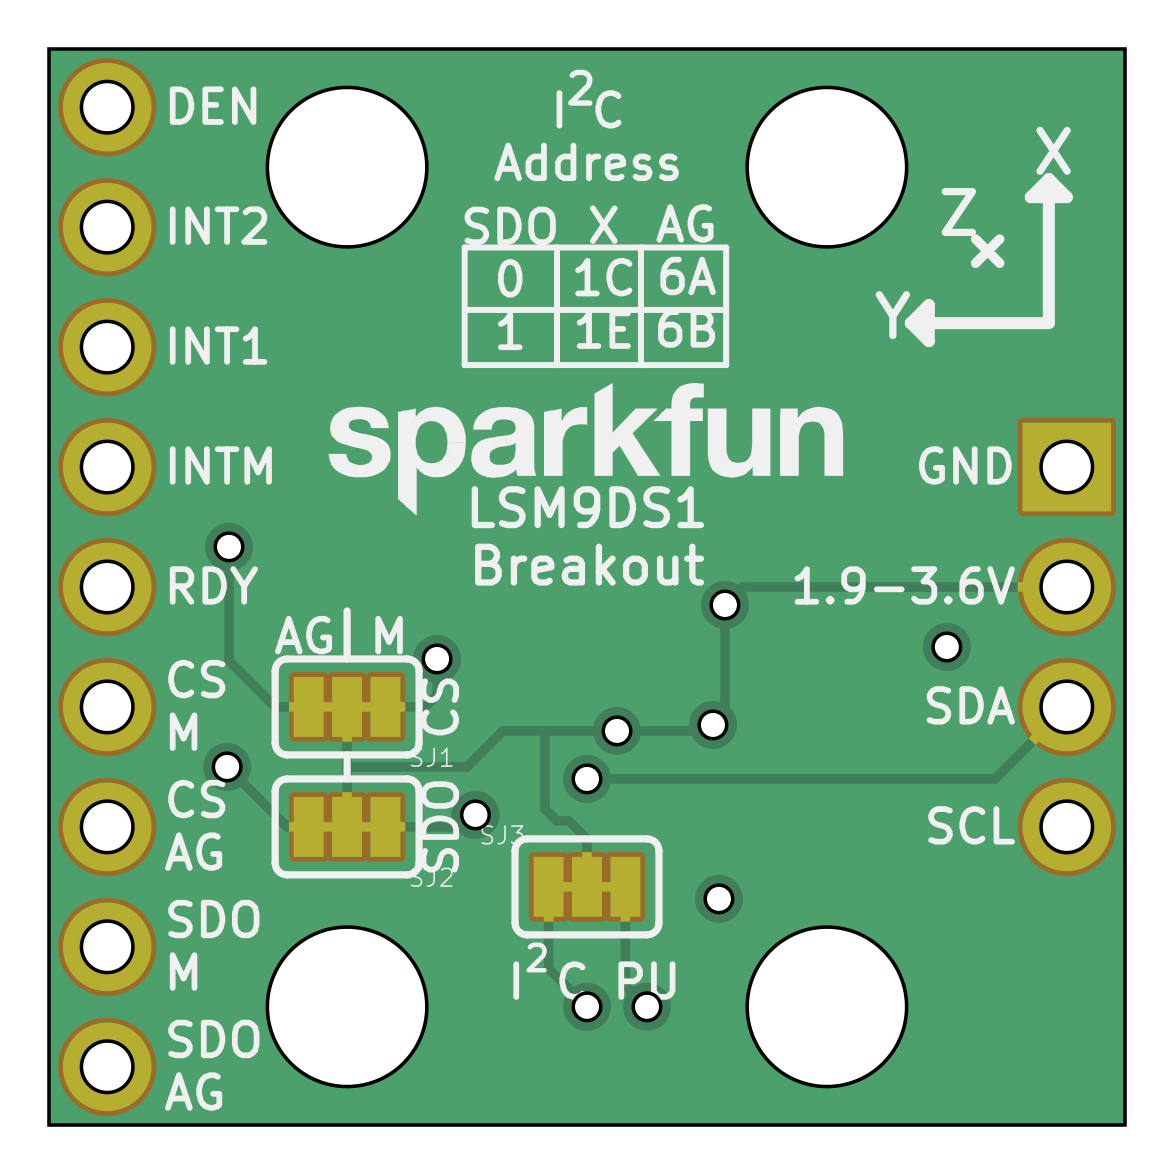 DEN
INT2
INT1
INTM
RDY
CS
M
CS
AG
SDO
M
SDO
AG
I²C
Address
SDO X AG
0 1C 6A
1 1E 6B
sparkfun
LSM9DS1
Breakout
X
Z
Y
GND
1.9-3.6V
SDA
SCL
AG M
CS
SJ1
SDO
SJ2
SJ3
I²C PU